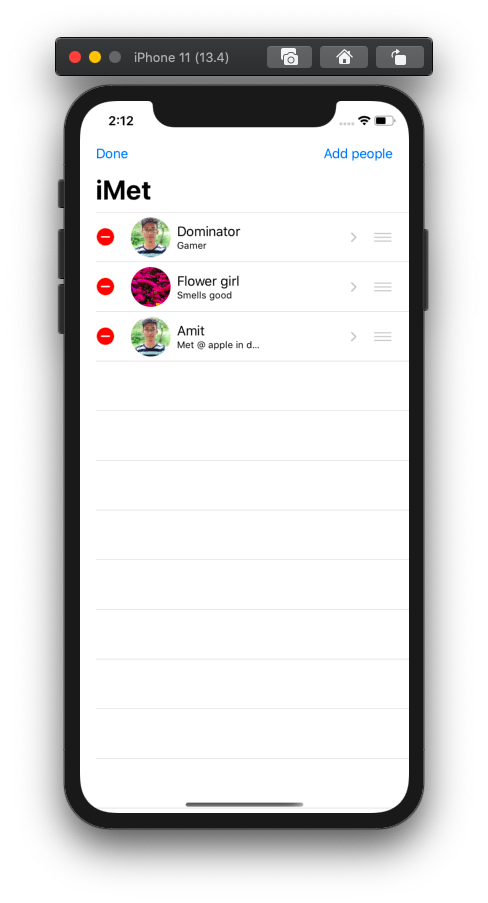 iPhone 11 (13.4)
2:12
Done
Add people
iMet
Dominator
Gamer
Flower girl
Smells good
Amit
Met @ apple in d...